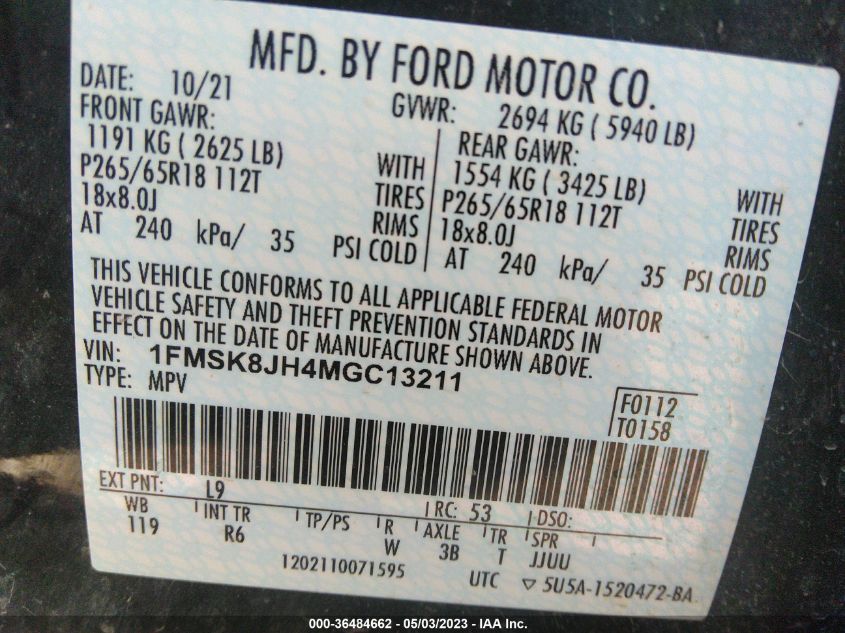 MFD. BY FORD MOTOR CO.
DATE: 10/21 GVWR: 2694 KG ( 5940 LB)
FRONT GAWR: REAR GAWR:
1191 KG ( 2625 LB) WITH 1554 KG ( 3425 LB) WITH
P265/65R18 112T TIRES P265/65R18 112T TIRES
18x8.0J RIMS 18x8.0J RIMS
AT 240 kPa/ 35 PSI COLD AT 240 kPa/ 35 PSI COLD
THIS VEHICLE CONFORMS TO ALL APPLICABLE FEDERAL MOTOR
VEHICLE SAFETY AND THEFT PREVENTION STANDARDS IN
EFFECT ON THE DATE OF MANUFACTURE SHOWN ABOVE.
VIN: 1FMSK8JH4MGC13211
TYPE: MPV
F0112
T0158
EXT PNT: L9 RC: 53 DSO:
WB INT TR TP/PS R AXLE TR SPR
119 R6 W 3B T JJUU
1202110071595 UTC ▽ 5U5A-1520472-BA
000-36484662 - 05/03/2023 - IAA Inc.